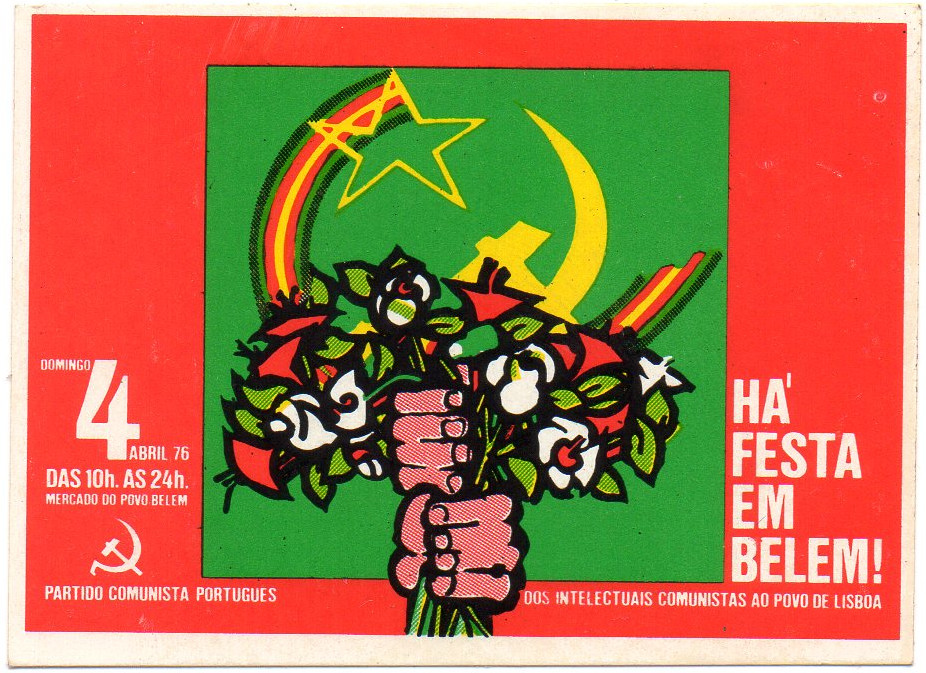 DOMINGO
4
ABRIL 76
DAS 10h. AS 24h.
MERCADO DO POVO BELEM
PARTIDO COMUNISTA PORTUGUES
HÁ
FESTA
EM
BELEM!
DOS INTELECTUAIS COMUNISTAS AO POVO DE LISBOA